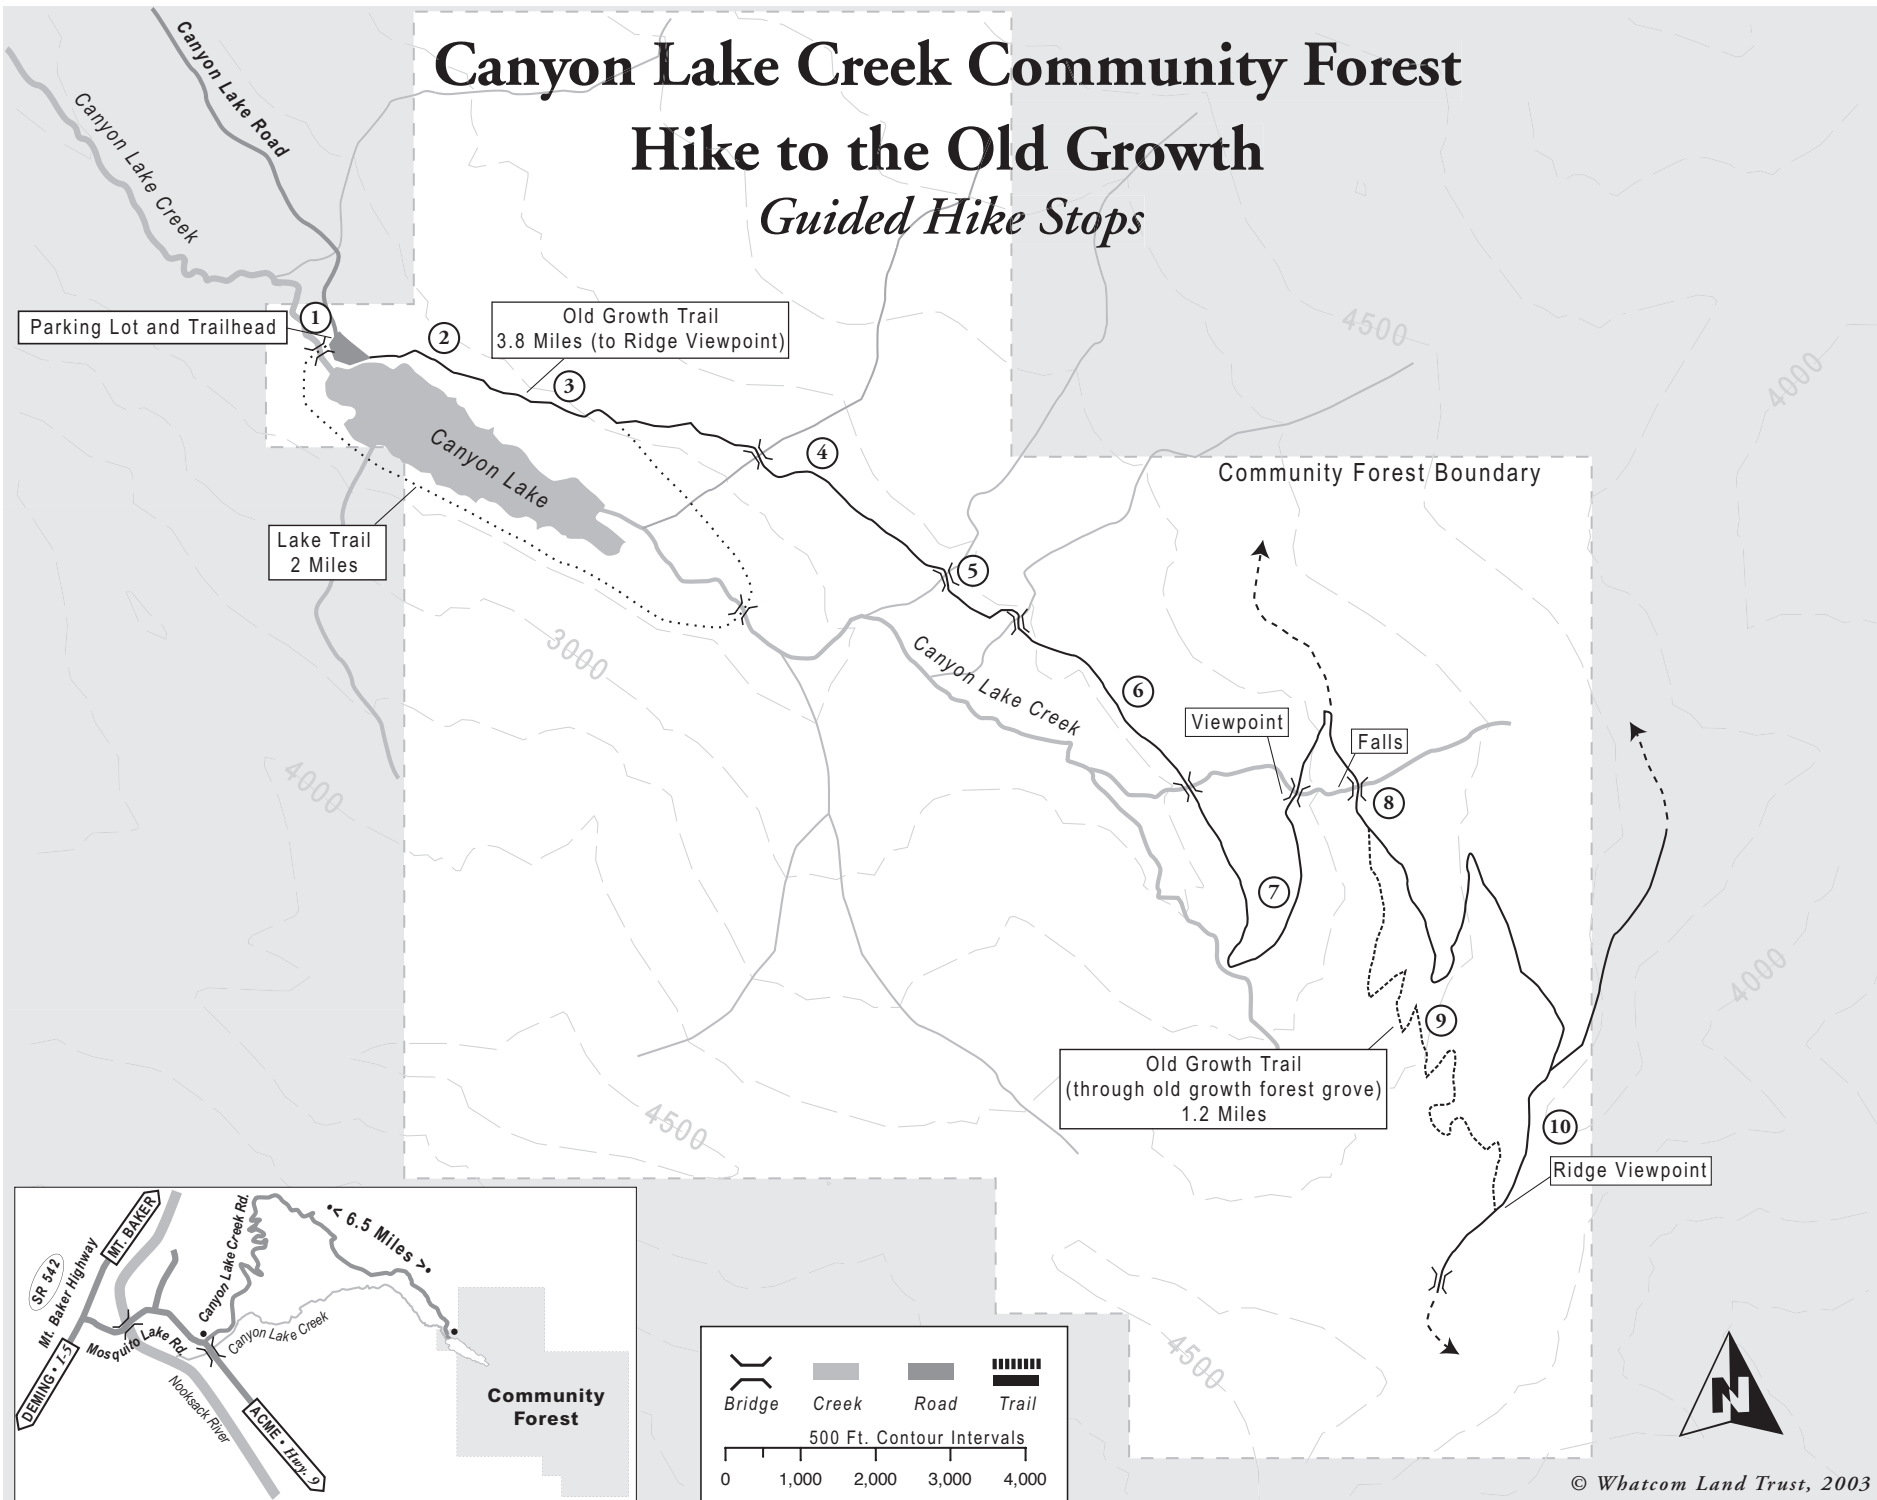 Canyon Lake Creek Community Forest
Hike to the Old Growth
Guided Hike Stops
Canyon Lake Road
Canyon Lake Creek
4500
4000
Parking Lot and Trailhead
1
2
Old Growth Trail
3.8 Miles (to Ridge Viewpoint)
3
4
Canyon Lake
Community Forest Boundary
Lake Trail
2 Miles
5
3000
Canyon Lake Creek
6
Viewpoint
Falls
4000
8
7
4000
9
Old Growth Trail
(through old growth forest grove)
1.2 Miles
4500
10
Ridge Viewpoint
MT. BAKER
SR 542
Mt. Baker Highway
Canyon Lake Creek Rd.
•< 6.5 Miles >•
Canyon Lake Creek
Mosquito Lake Rd.
DEMING • I-5
Nooksack River
ACME • Hwy. 9
Community
Forest
4500
Bridge
Creek
Road
Trail
500 Ft. Contour Intervals
0
1,000
2,000
3,000
4,000
N
© Whatcom Land Trust, 2003